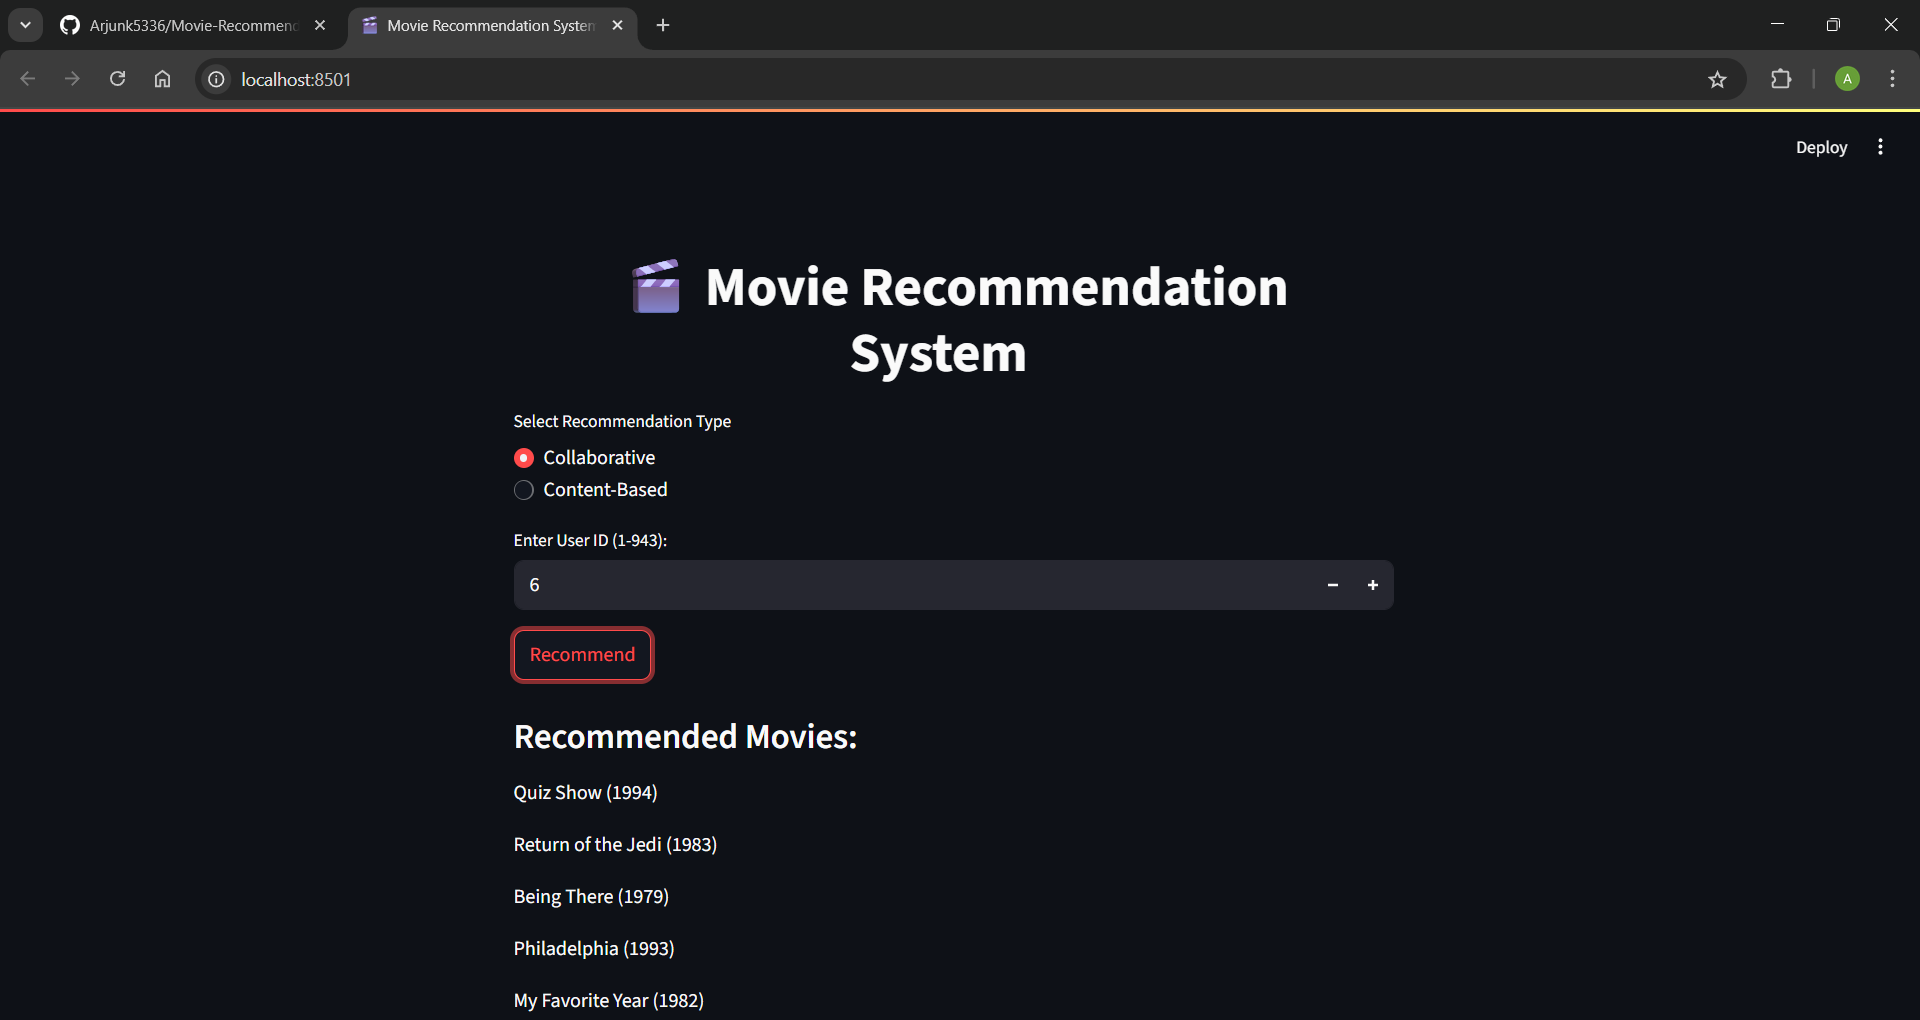 Arjunk5336/Movie-Recommen
Movie Recommendation System
localhost:8501
A
Deploy
Movie Recommendation
System
Select Recommendation Type
Collaborative
Content-Based
Enter User ID (1-943):
6
Recommend
Recommended Movies:
Quiz Show (1994)
Return of the Jedi (1983)
Being There (1979)
Philadelphia (1993)
My Favorite Year (1982)